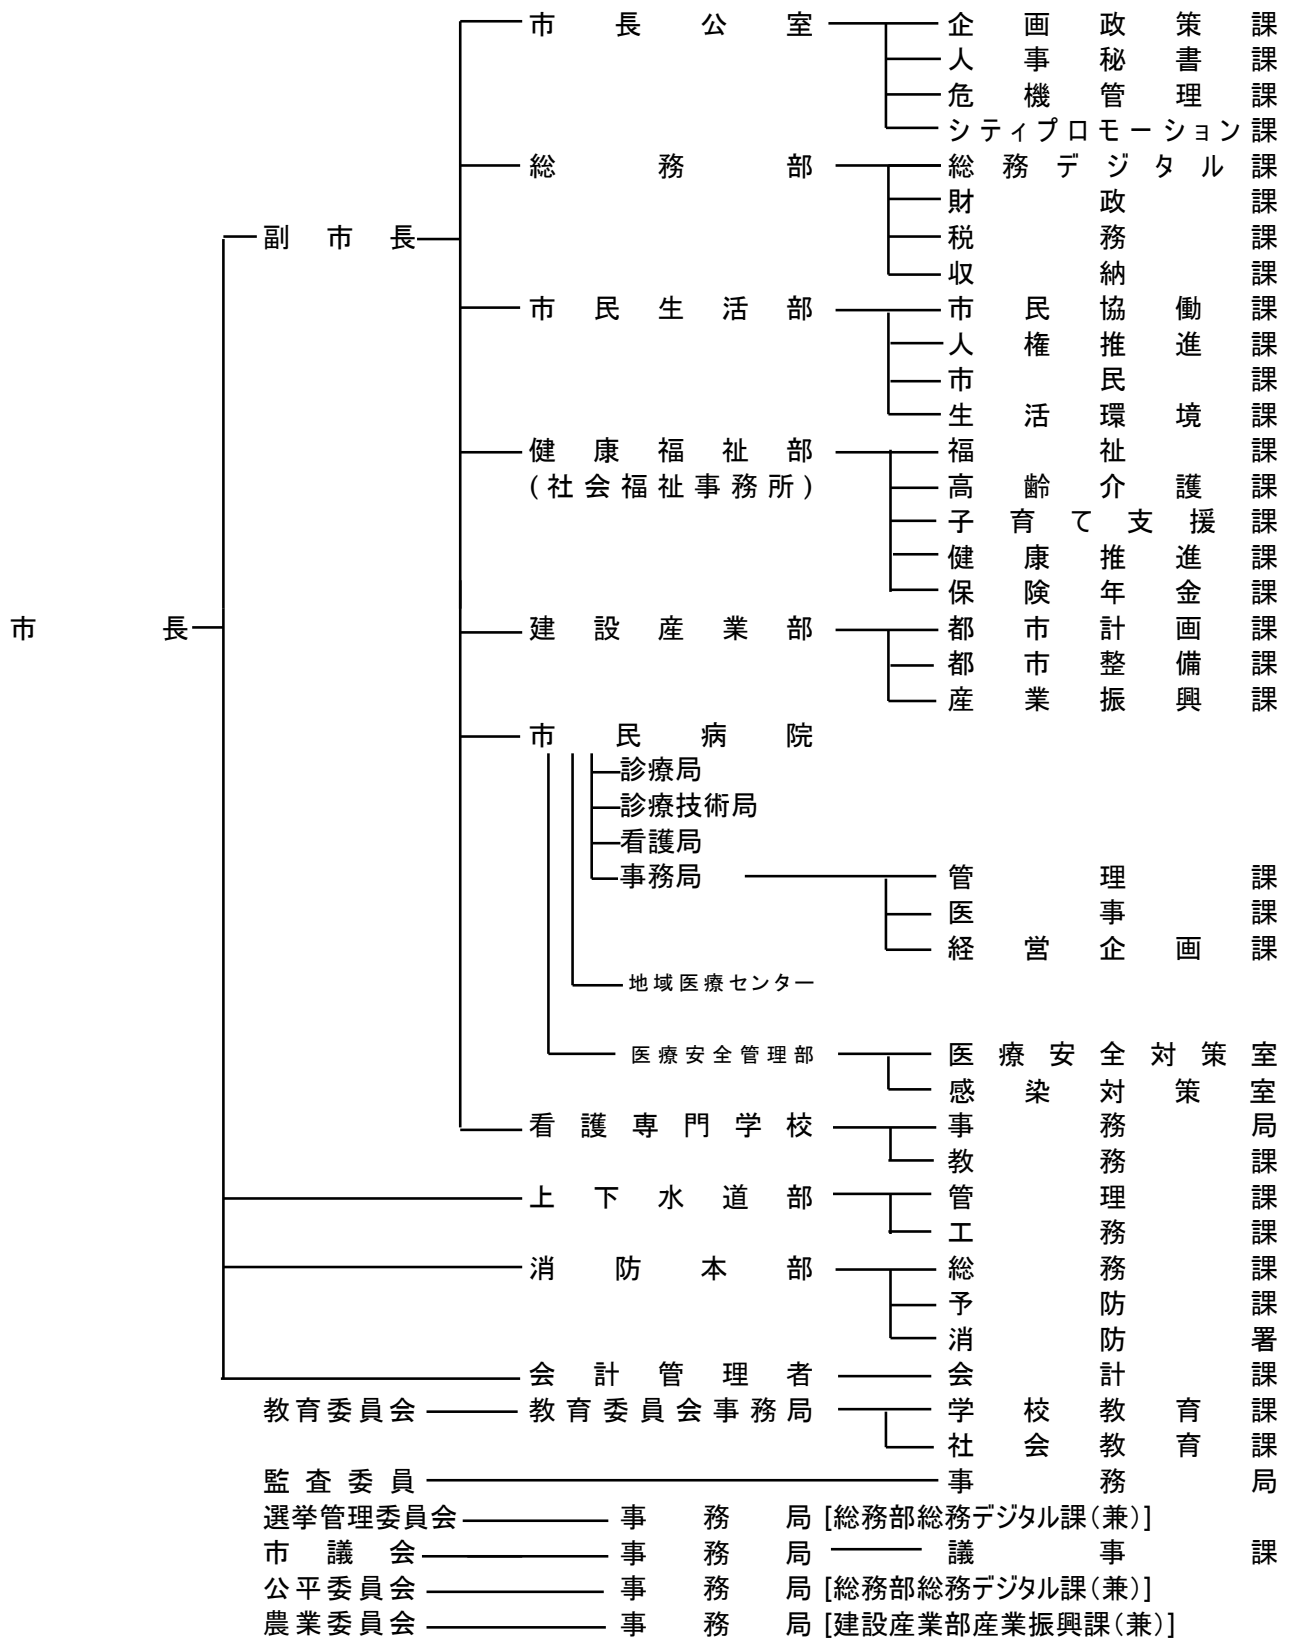 市長公室 企画政策課
人事秘書課
危機管理課
シティプロモーション課
総務部 総務デジタル課
財政課
副市長 税務課
収納課
市民生活部 市民協働課
人権推進課
市民課
生活環境課
健康福祉部 福祉課
(社会福祉事務所) 高齢介護課
子育て支援課
健康推進課
保険年金課
市長 建設産業部 都市計画課
都市整備課
産業振興課
市民病院
診療局
診療技術局
看護局
事務局 管理課
医事課
経営企画課
地域医療センター
医療安全管理部 医療安全対策室
感染対策室
看護専門学校 事務局
教務課
上下水道部 管理課
工務課
消防本部 総務課
予防課
消防署
会計管理者 会計課
教育委員会 教育委員会事務局 学校教育課
社会教育課
監査委員 事務局
選挙管理委員会 事務局 [総務部総務デジタル課(兼)]
市議会 事務局 議事課
公平委員会 事務局 [総務部総務デジタル課(兼)]
農業委員会 事務局 [建設産業部産業振興課(兼)]